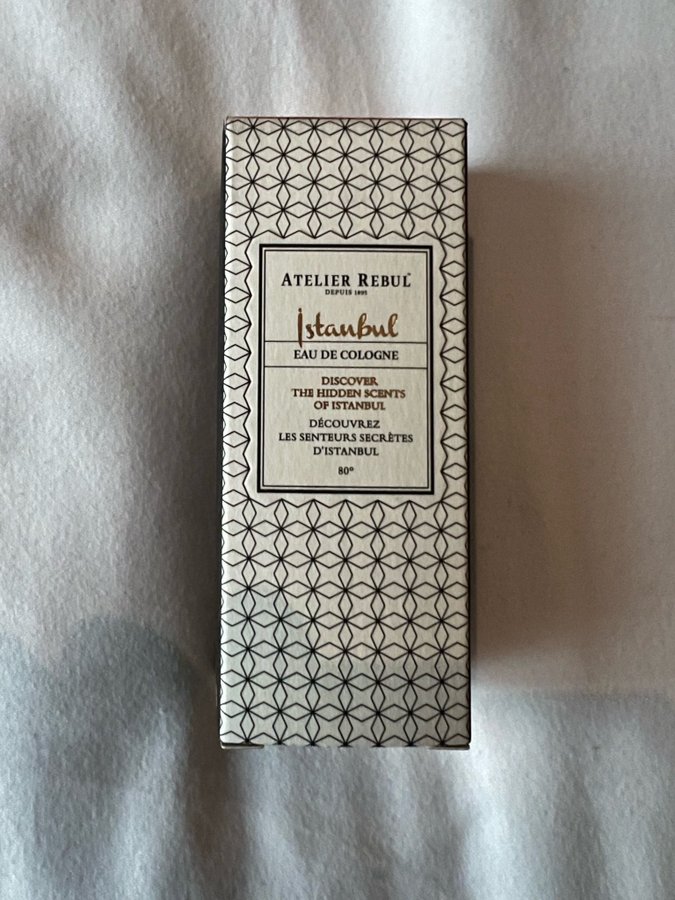 ATELIER REBUL
DEPUIS 1895
İstanbul
EAU DE COLOGNE
DISCOVER
THE HIDDEN SCENTS
OF ISTANBUL
DÉCOUVREZ
LES SENTEURS SECRÈTES
D'ISTANBUL
80°